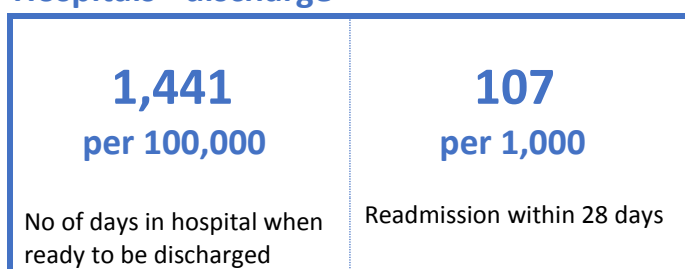 1,441
per 100,000
No of days in hospital when
ready to be discharged
107
per 1,000
Readmission within 28 days